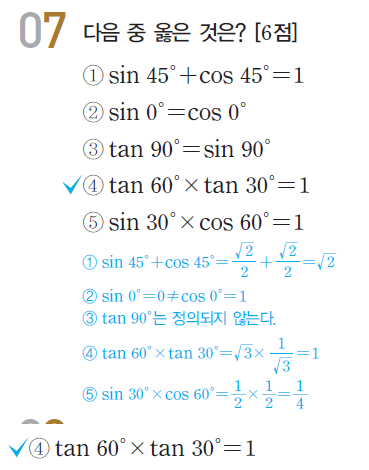 07 다음 중 옳은 것은? [6점]
① sin 45°+cos 45°=1
② sin 0°=cos 0°
③ tan 90°=sin 90°
✓④ tan 60°×tan 30°=1
⑤ sin 30°×cos 60°=1
① sin 45°+cos 45°=√2/2+√2/2=√2
② sin 0°=0≠cos 0°=1
③ tan 90°는 정의되지 않는다.
④ tan 60°×tan 30°=√3×1/√3=1
⑤ sin 30°×cos 60°=1/2×1/2=1/4
✓④ tan 60°×tan 30°=1